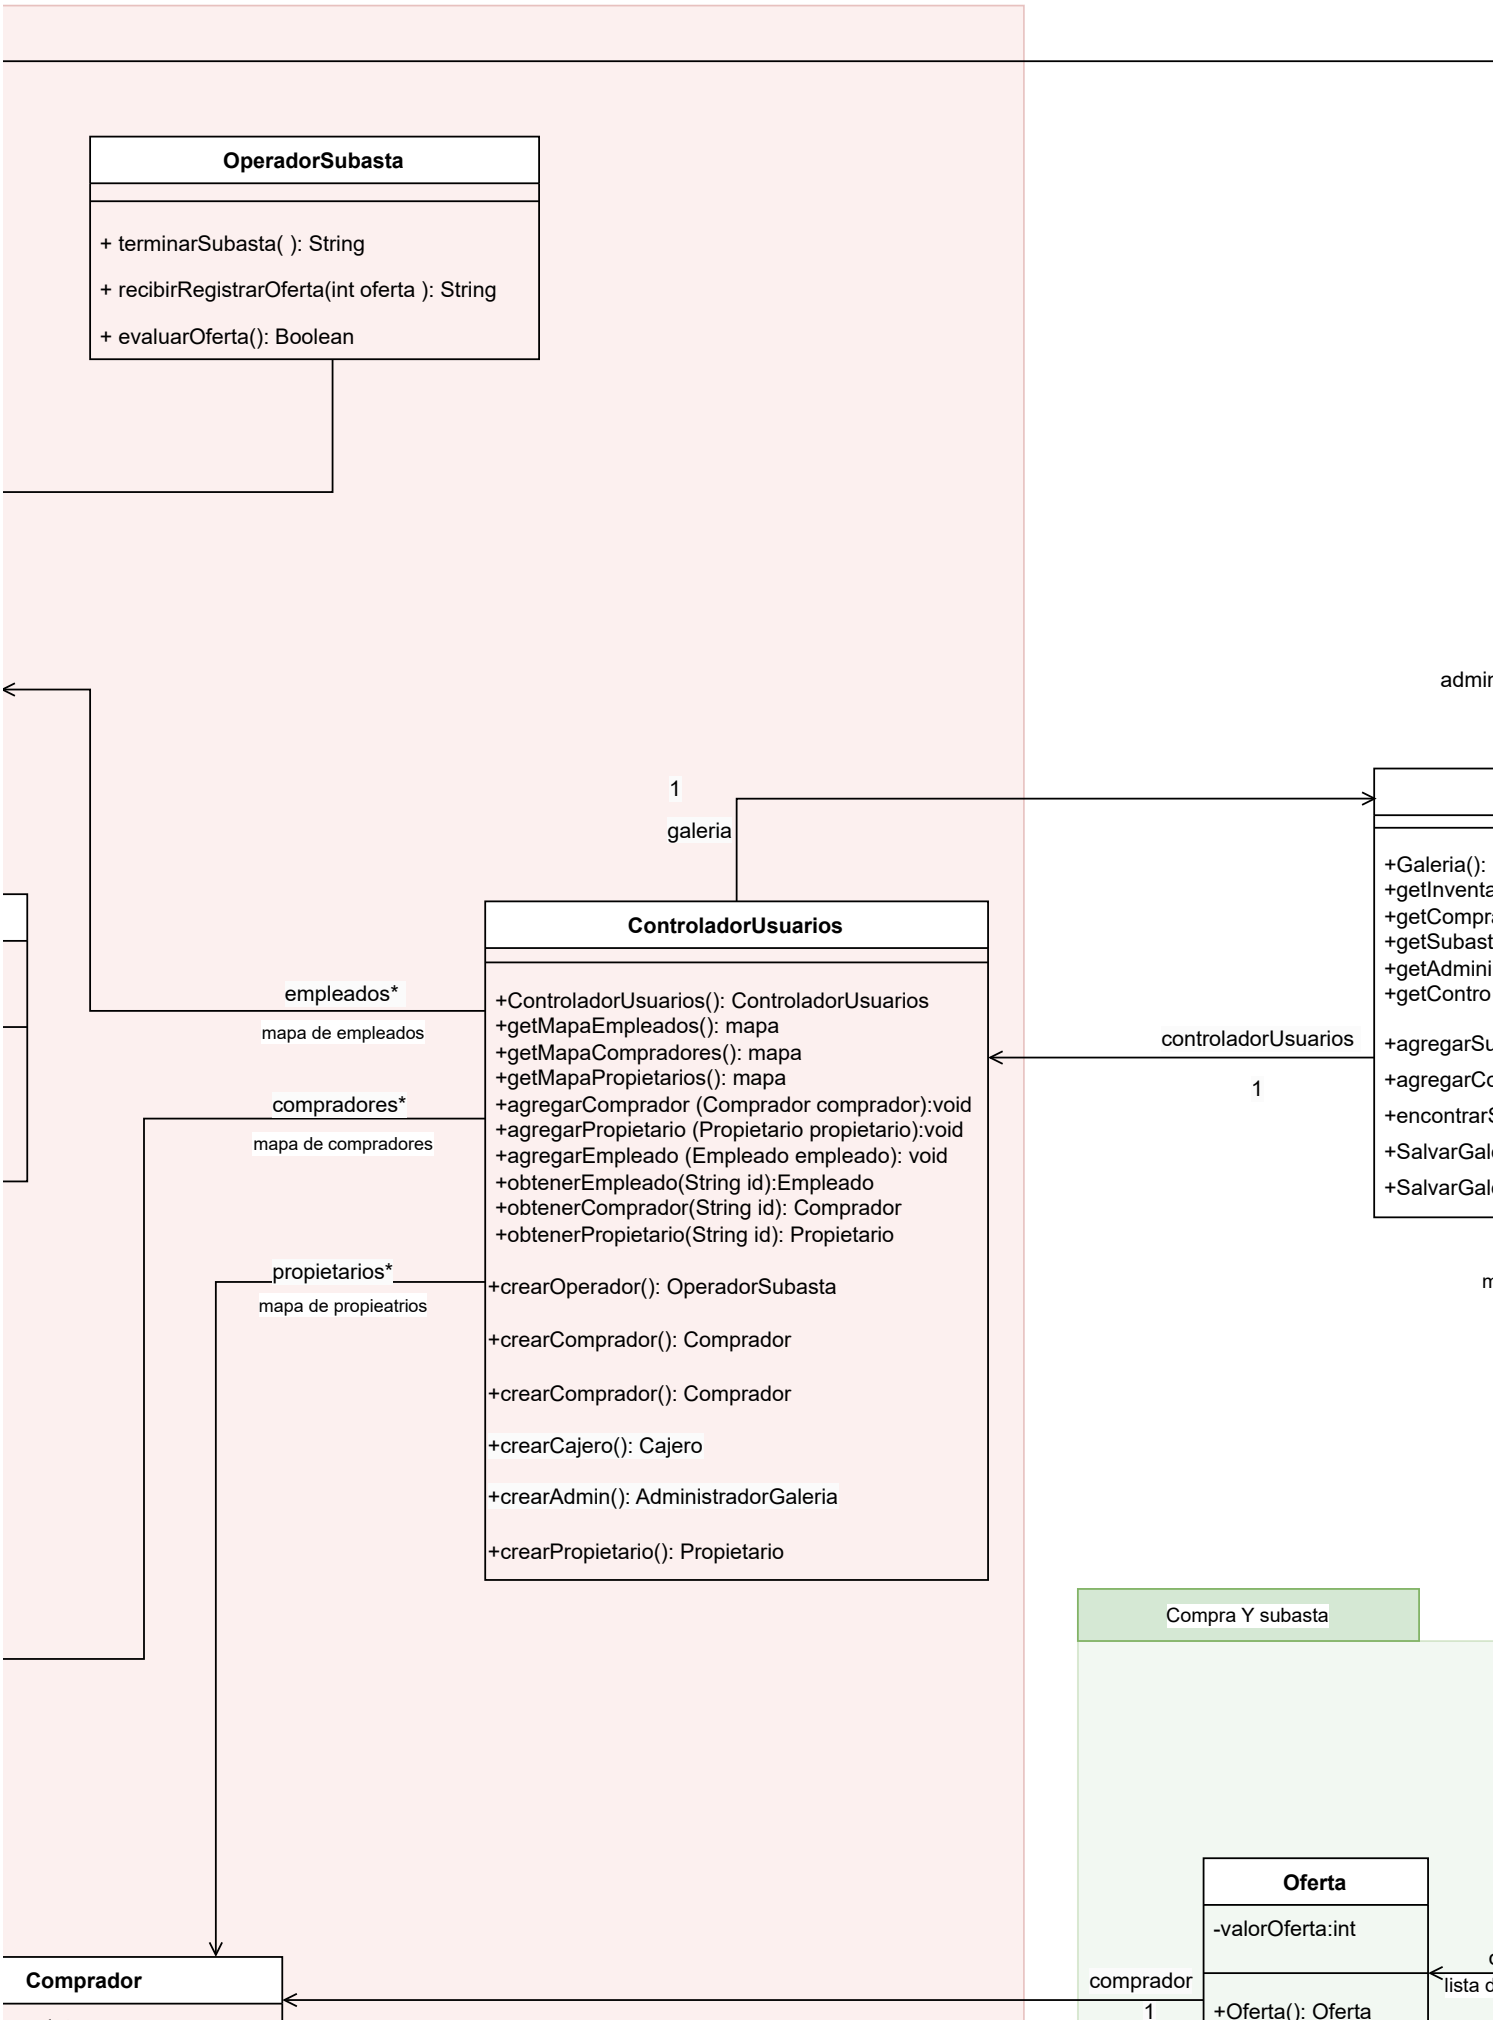 OperadorSubasta
+ terminarSubasta( ): String
+ recibirRegistrarOferta(int oferta ): String
+ evaluarOferta(): Boolean
1
galeria
ControladorUsuarios
+ControladorUsuarios(): ControladorUsuarios
+getMapaEmpleados(): mapa
+getMapaCompradores(): mapa
+getMapaPropietarios(): mapa
+agregarComprador (Comprador comprador):void
+agregarPropietario (Propietario propietario):void
+agregarEmpleado (Empleado empleado): void
+obtenerEmpleado(String id):Empleado
+obtenerComprador(String id): Comprador
+obtenerPropietario(String id): Propietario
+crearOperador(): OperadorSubasta
+crearComprador(): Comprador
+crearComprador(): Comprador
+crearCajero(): Cajero
+crearAdmin(): AdministradorGaleria
+crearPropietario(): Propietario
empleados*
mapa de empleados
compradores*
mapa de compradores
propietarios*
mapa de propieatrios
controladorUsuarios
1
+Galeria():
Compra Y subasta
Oferta
-valorOferta:int
+Oferta(): Oferta
lista
comprador
1
Comprador